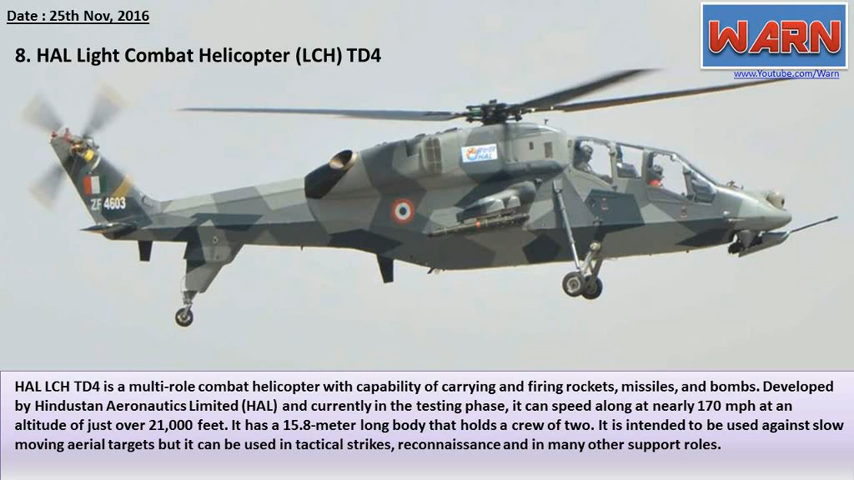 Date : 25th Nov, 2016
WARN
www.Youtube.com/Warn
8. HAL Light Combat Helicopter (LCH) TD4
HAL
ZF 4603
HAL LCH TD4 is a multi-role combat helicopter with capability of carrying and firing rockets, missiles, and bombs. Developed
by Hindustan Aeronautics Limited (HAL) and currently in the testing phase, it can speed along at nearly 170 mph at an
altitude of just over 21,000 feet. It has a 15.8-meter long body that holds a crew of two. It is intended to be used against slow
moving aerial targets but it can be used in tactical strikes, reconnaissance and in many other support roles.